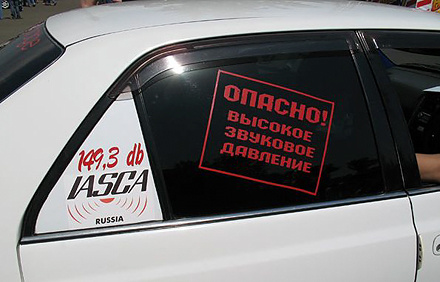 ОПАСНО!
ВЫСОКОЕ
ЗВУКОВОЕ
ДАВЛЕНИЕ
149,3 db
IASCA
RUSSIA